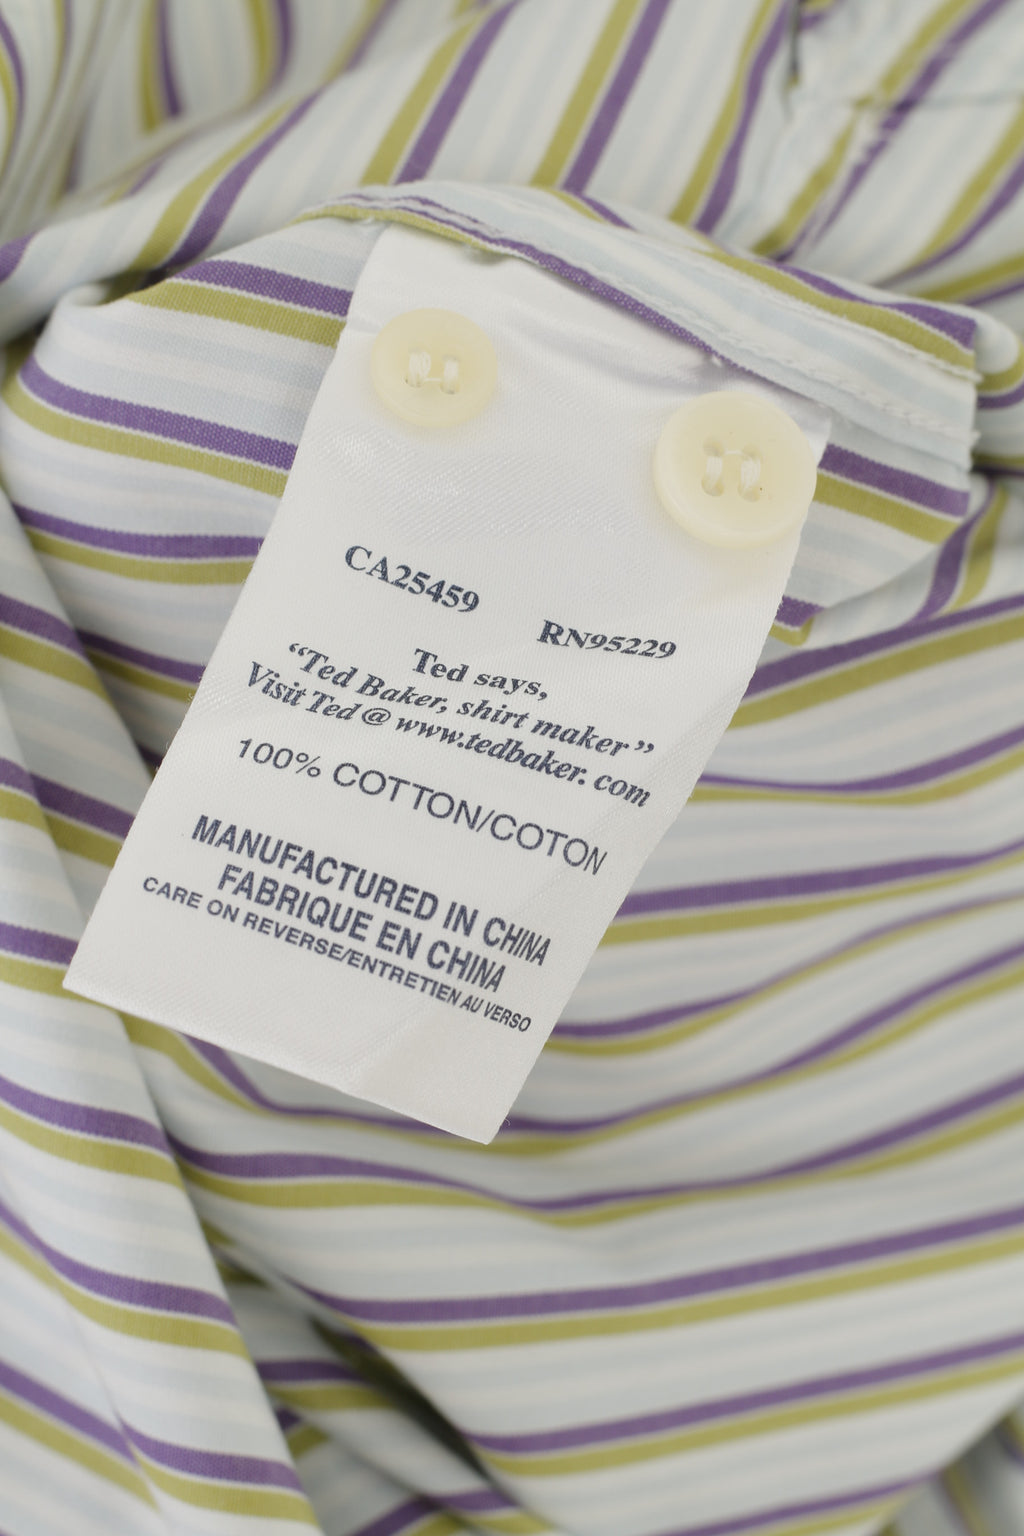 CA25459
RN95229
Ted says,
“Ted Baker, shirt maker”
Visit Ted @ www.tedbaker. com
100% COTTON/COTON
MANUFACTURED IN CHINA
FABRIQUE EN CHINA
CARE ON REVERSE/ENTRETIEN AU VERSO